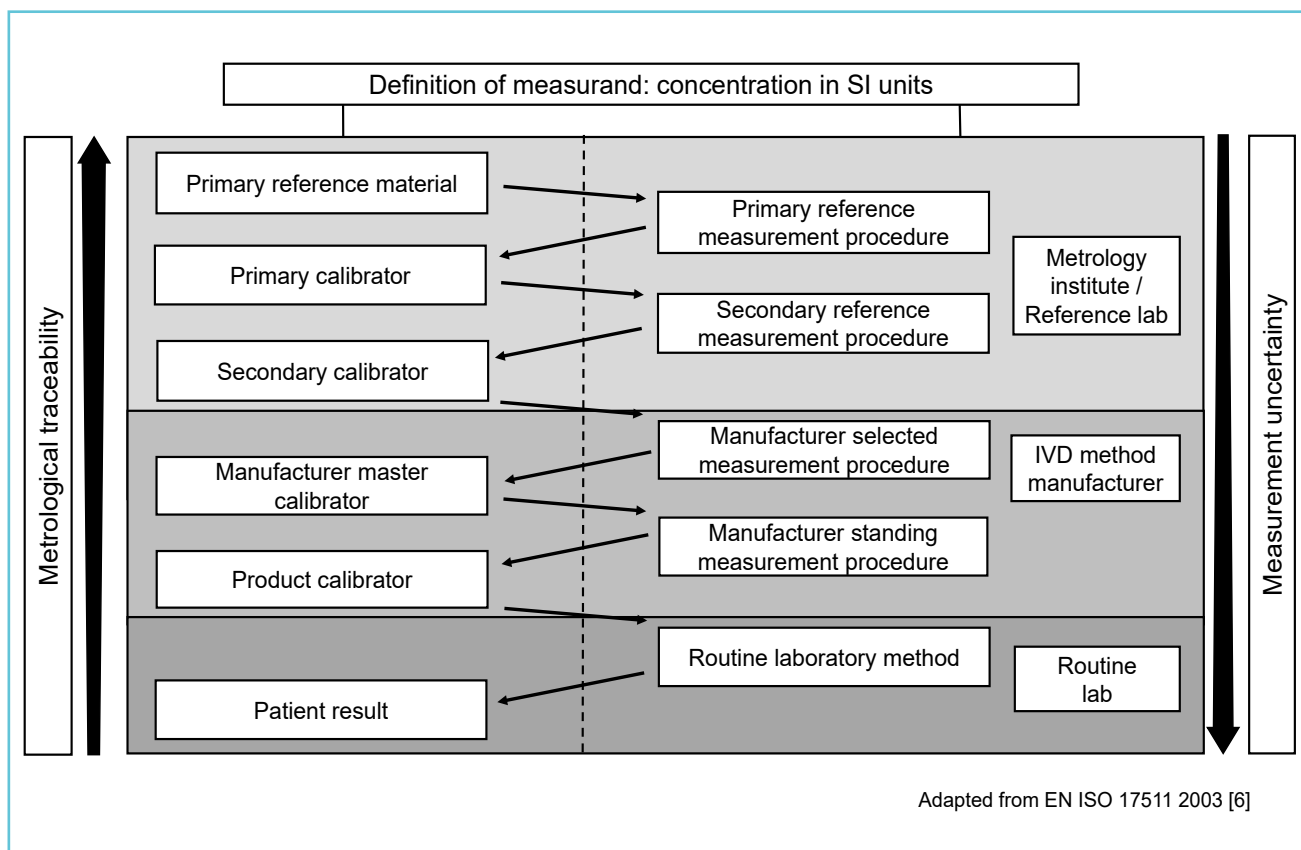 Definition of measurand: concentration in SI units
Metrological traceability
Primary reference material
Primary reference
measurement procedure
Primary calibrator
Metrology
institute /
Reference lab
Secondary reference
measurement procedure
Secondary calibrator
Manufacturer selected
measurement procedure
IVD method
manufacturer
Manufacturer master
calibrator
Manufacturer standing
measurement procedure
Product calibrator
Routine laboratory method
Routine
lab
Patient result
Measurement uncertainty
Adapted from EN ISO 17511 2003 [6]